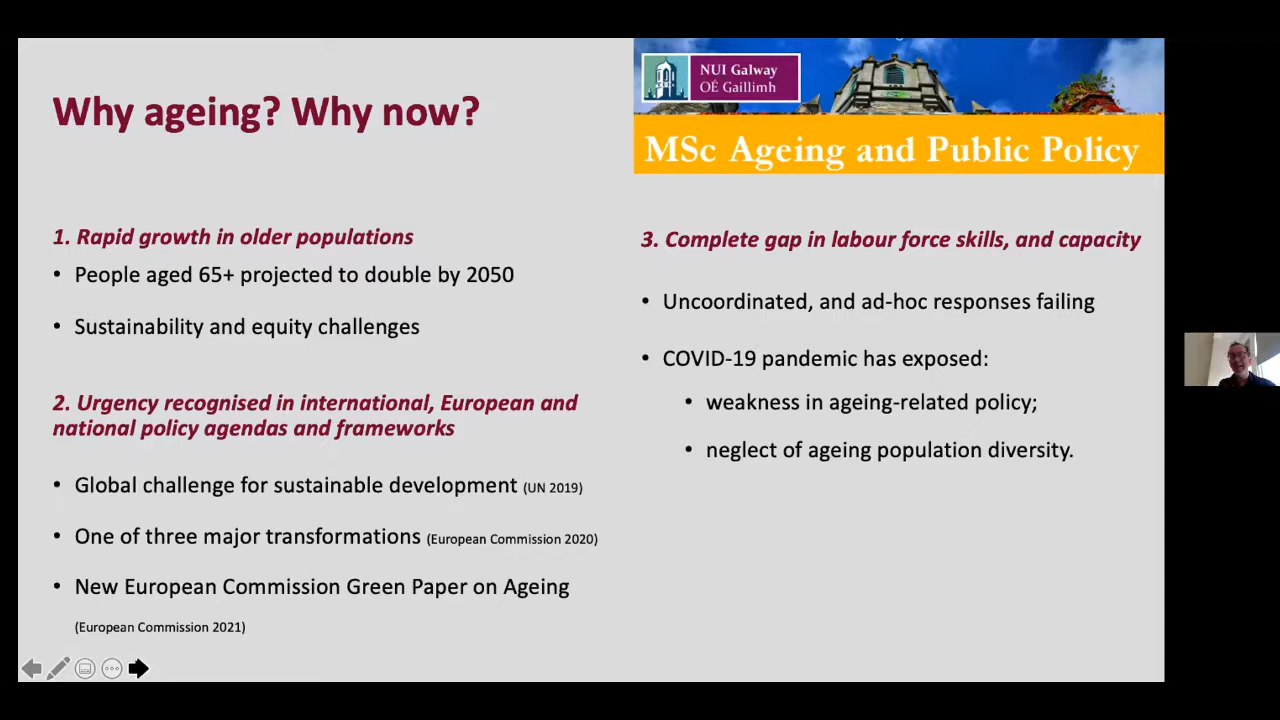 Why ageing? Why now?
NUI Galway
OÉ Gaillimh
MSc Ageing and Public Policy
1. Rapid growth in older populations
• People aged 65+ projected to double by 2050
• Sustainability and equity challenges
2. Urgency recognised in international, European and
national policy agendas and frameworks
• Global challenge for sustainable development (UN 2019)
• One of three major transformations (European Commission 2020)
• New European Commission Green Paper on Ageing
(European Commission 2021)
3. Complete gap in labour force skills, and capacity
• Uncoordinated, and ad-hoc responses failing
• COVID-19 pandemic has exposed:
• weakness in ageing-related policy;
• neglect of ageing population diversity.